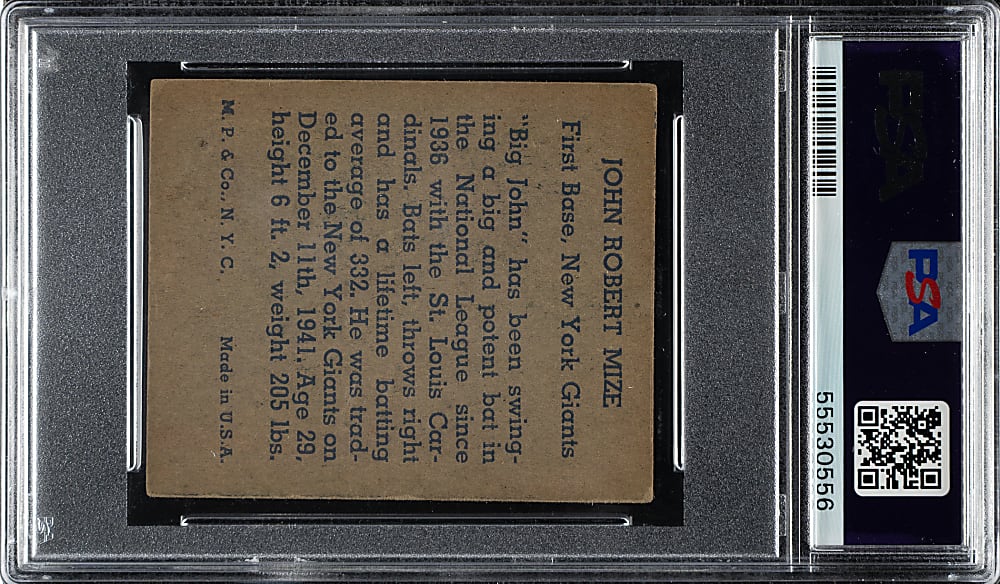 JOHN ROBERT MIZE
First Base, New York Giants
"Big John" has been swing-
ing a big and potent bat in
the National League since
1936 with the St. Louis Car-
dinals. Bats left, throws right
and has a lifetime batting
average of 332. He was trad-
ed to the New York Giants on
December 11th, 1941. Age 29,
height 6 ft. 2, weight 205 lbs.
M. P. & Co., N. Y. C. Made in U. S. A.
PSA
PSA
55530556